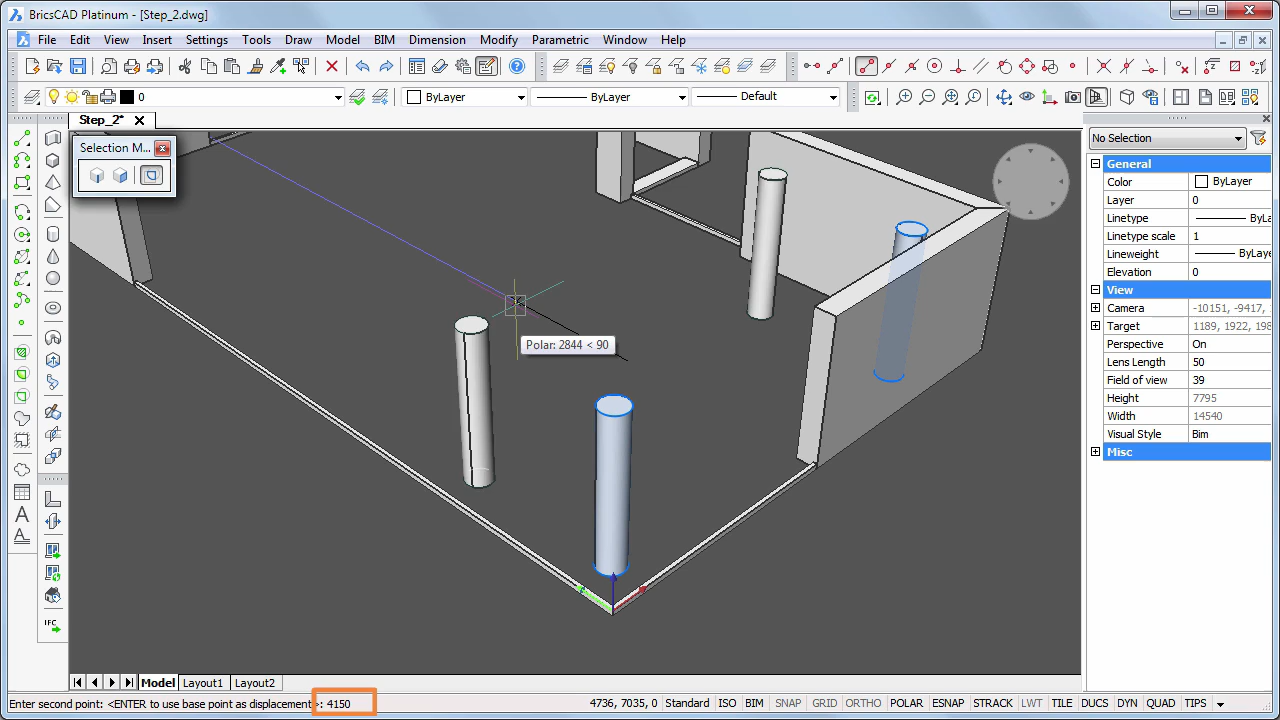 BricsCAD Platinum - [Step_2.dwg]
File Edit View Insert Settings Tools Draw Model BIM Dimension Modify Parametric Window Help
0 ByLayer ByLayer Default
Step_2*
Selection M...
No Selection
General
Color ByLayer
Layer 0
Linetype ByLa
Linetype scale 1
Lineweight ByLaye
Elevation 0
View
Camera -10151, -9417,
Target 1189, 1922, 198
Perspective On
Lens Length 50
Field of view 39
Height 7795
Width 14540
Visual Style Bim
Misc
Polar: 2844 < 90
IFC
Model Layout1 Layout2
Enter second point: <ENTER to use base point as displacement>: 4150
4736, 7035, 0 Standard ISO BIM SNAP GRID ORTHO POLAR ESNAP STRACK LWT TILE DUCS DYN QUAD TIPS